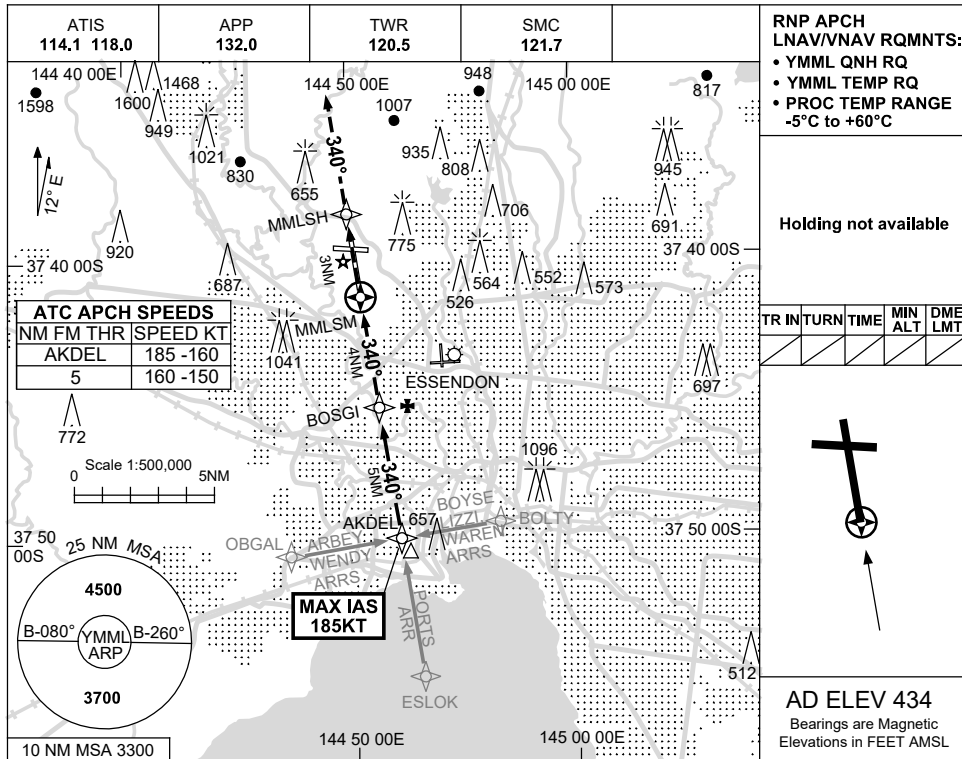 ATIS
114.1 118.0
APP
132.0
TWR
120.5
SMC
121.7
RNP APCH
LNAV/VNAV RQMNTS:
• YMML QNH RQ
• YMML TEMP RQ
• PROC TEMP RANGE
-5°C to +60°C
Holding not available
TR IN
TURN
TIME
MIN ALT
DME LMT
144 40 00E
144 50 00E
145 00 00E
1598
1600
1468
949
1021
830
655
1007
948
817
935
808
945
12° E
340°
MMLSH
706
691
775
920
37 40 00S
37 40 00S
687
3NM
564
552
573
526
ATC APCH SPEEDS
NM FM THR SPEED KT
AKDEL 185 -160
5 160 -150
MMLSM
1041
340°
4NM
ESSENDON
697
BOSGI
772
Scale 1:500,000
0 5NM
340°
5NM
1096
AKDEL
657
BOYSE
IZZI
WAREN
ARRS
BOLTY
37 50 00S
37 50
00S
OBGAL
ARBEY
WENDY
ARRS
25 NM MSA
4500
B-080°
B-260°
YMML
ARP
3700
MAX IAS
185KT
PORTS
ARR
ESLOK
512
10 NM MSA 3300
144 50 00E
145 00 00E
AD ELEV 434
Bearings are Magnetic
Elevations in FEET AMSL